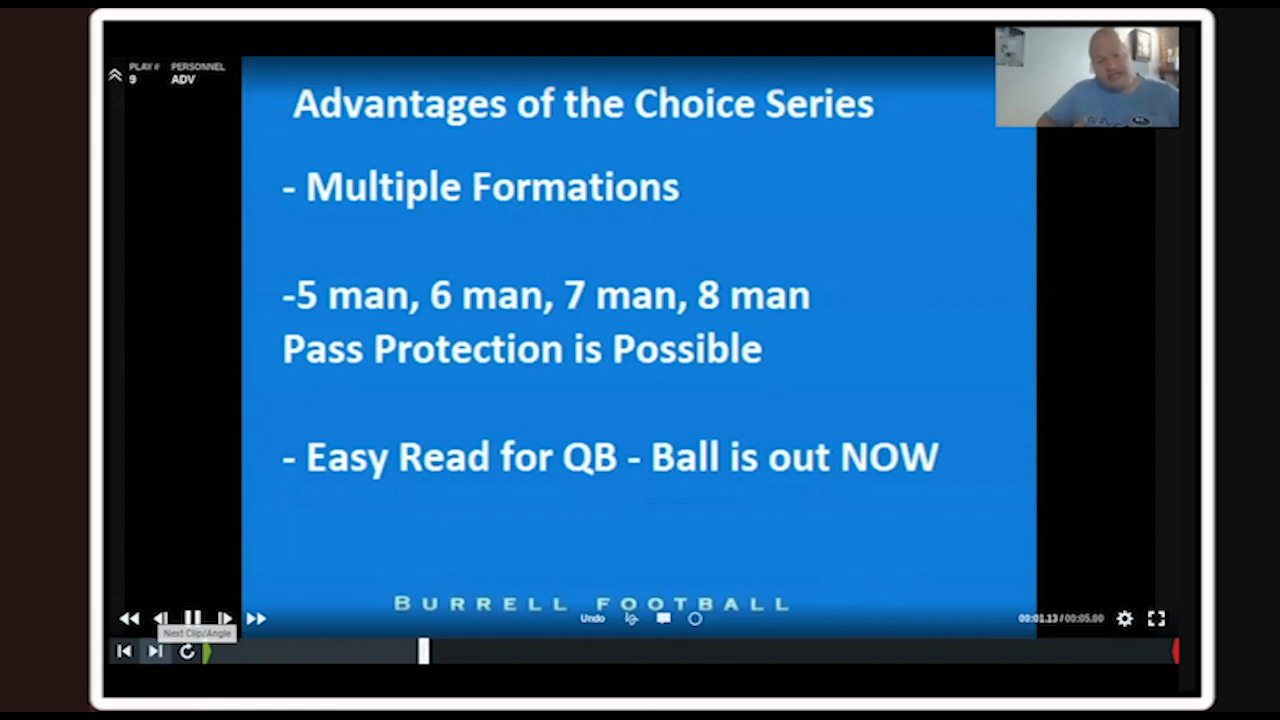 PLAY # PERSONNEL
9 ADV
Advantages of the Choice Series
- Multiple Formations
-5 man, 6 man, 7 man, 8 man
Pass Protection is Possible
- Easy Read for QB - Ball is out NOW
BURRELL FOOTBALL
Undo
00:01.13 / 00:05.00
Next Clip/Angle